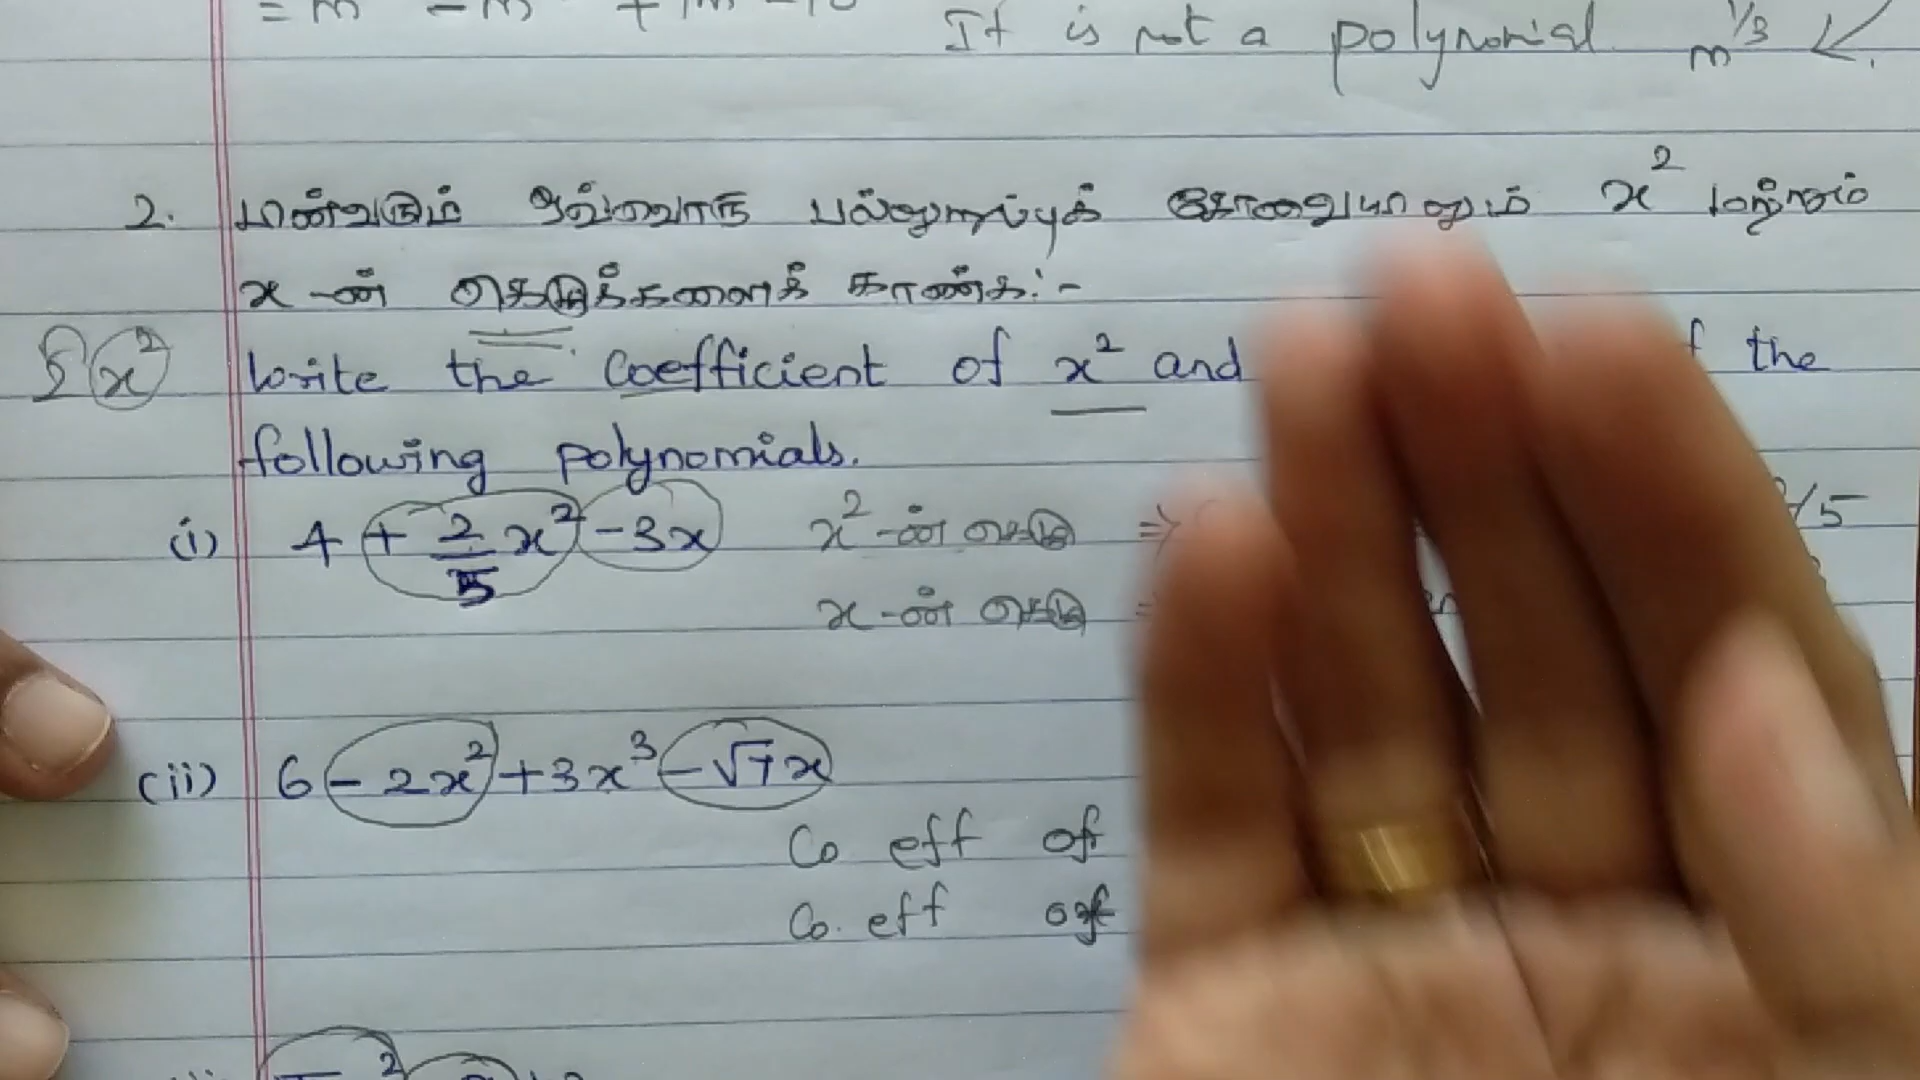 It is not a polynomial m^1/3
2. பின்வரும் ஒவ்வொரு பல்லுறுப்புக் கோவையிலும் x² மற்றும்
x-ன் கெழுக்களைக் காண்க:-
5x² Write the Coefficient of x² and the
following polynomials.
(i) 4 + 2/5 x² - 3x x²-ன் கெழு ⇒ /5
x-ன் கெழு
(ii) 6 - 2x² + 3x³ - √7x
Co eff of
Co. eff of